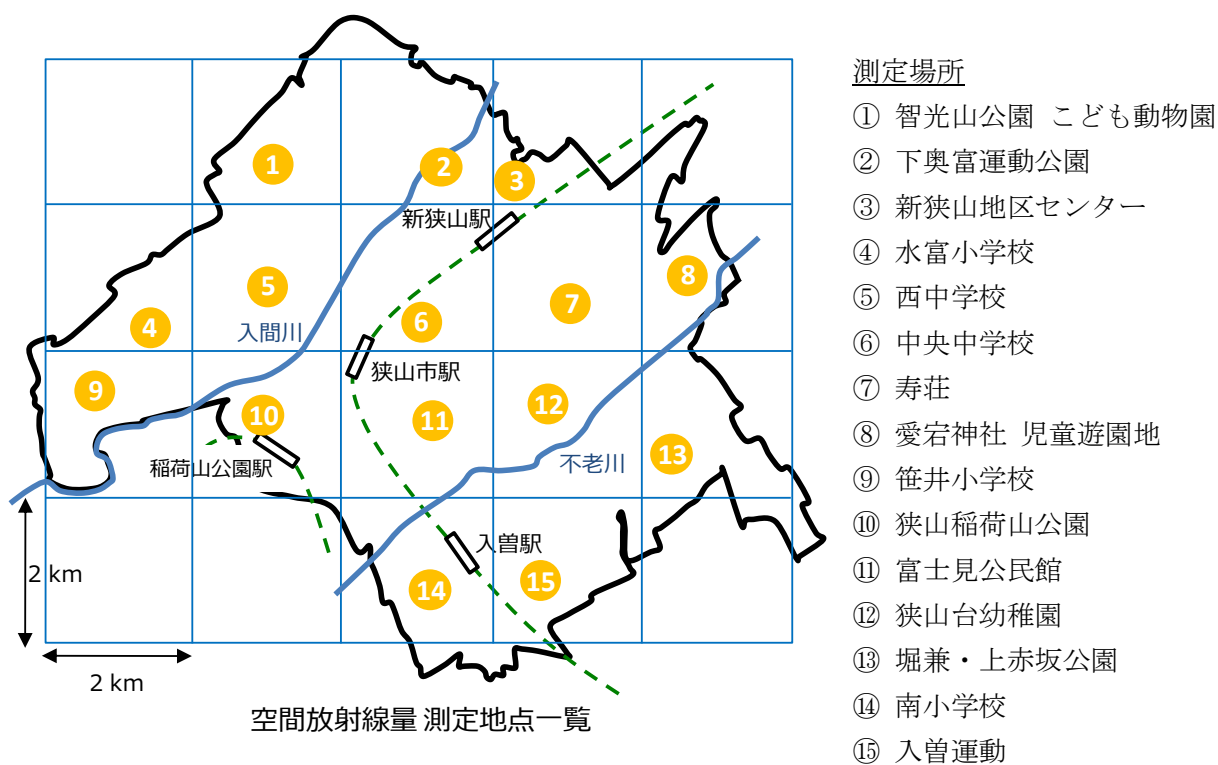 測定場所
① 智光山公園 こども動物園
② 下奥富運動公園
③ 新狭山地区センター
④ 水富小学校
⑤ 西中学校
⑥ 中央中学校
⑦ 寿荘
⑧ 愛宕神社 児童遊園地
⑨ 笹井小学校
⑩ 狭山稲荷山公園
⑪ 富士見公民館
⑫ 狭山台幼稚園
⑬ 堀兼・上赤坂公園
⑭ 南小学校
⑮ 入曽運動
1
2
3
新狭山駅
8
5
7
6
4
入間川
狭山市駅
9
12
10
11
13
稲荷山公園駅
不老川
入曽駅
2 km
15
14
2 km
空間放射線量 測定地点一覧